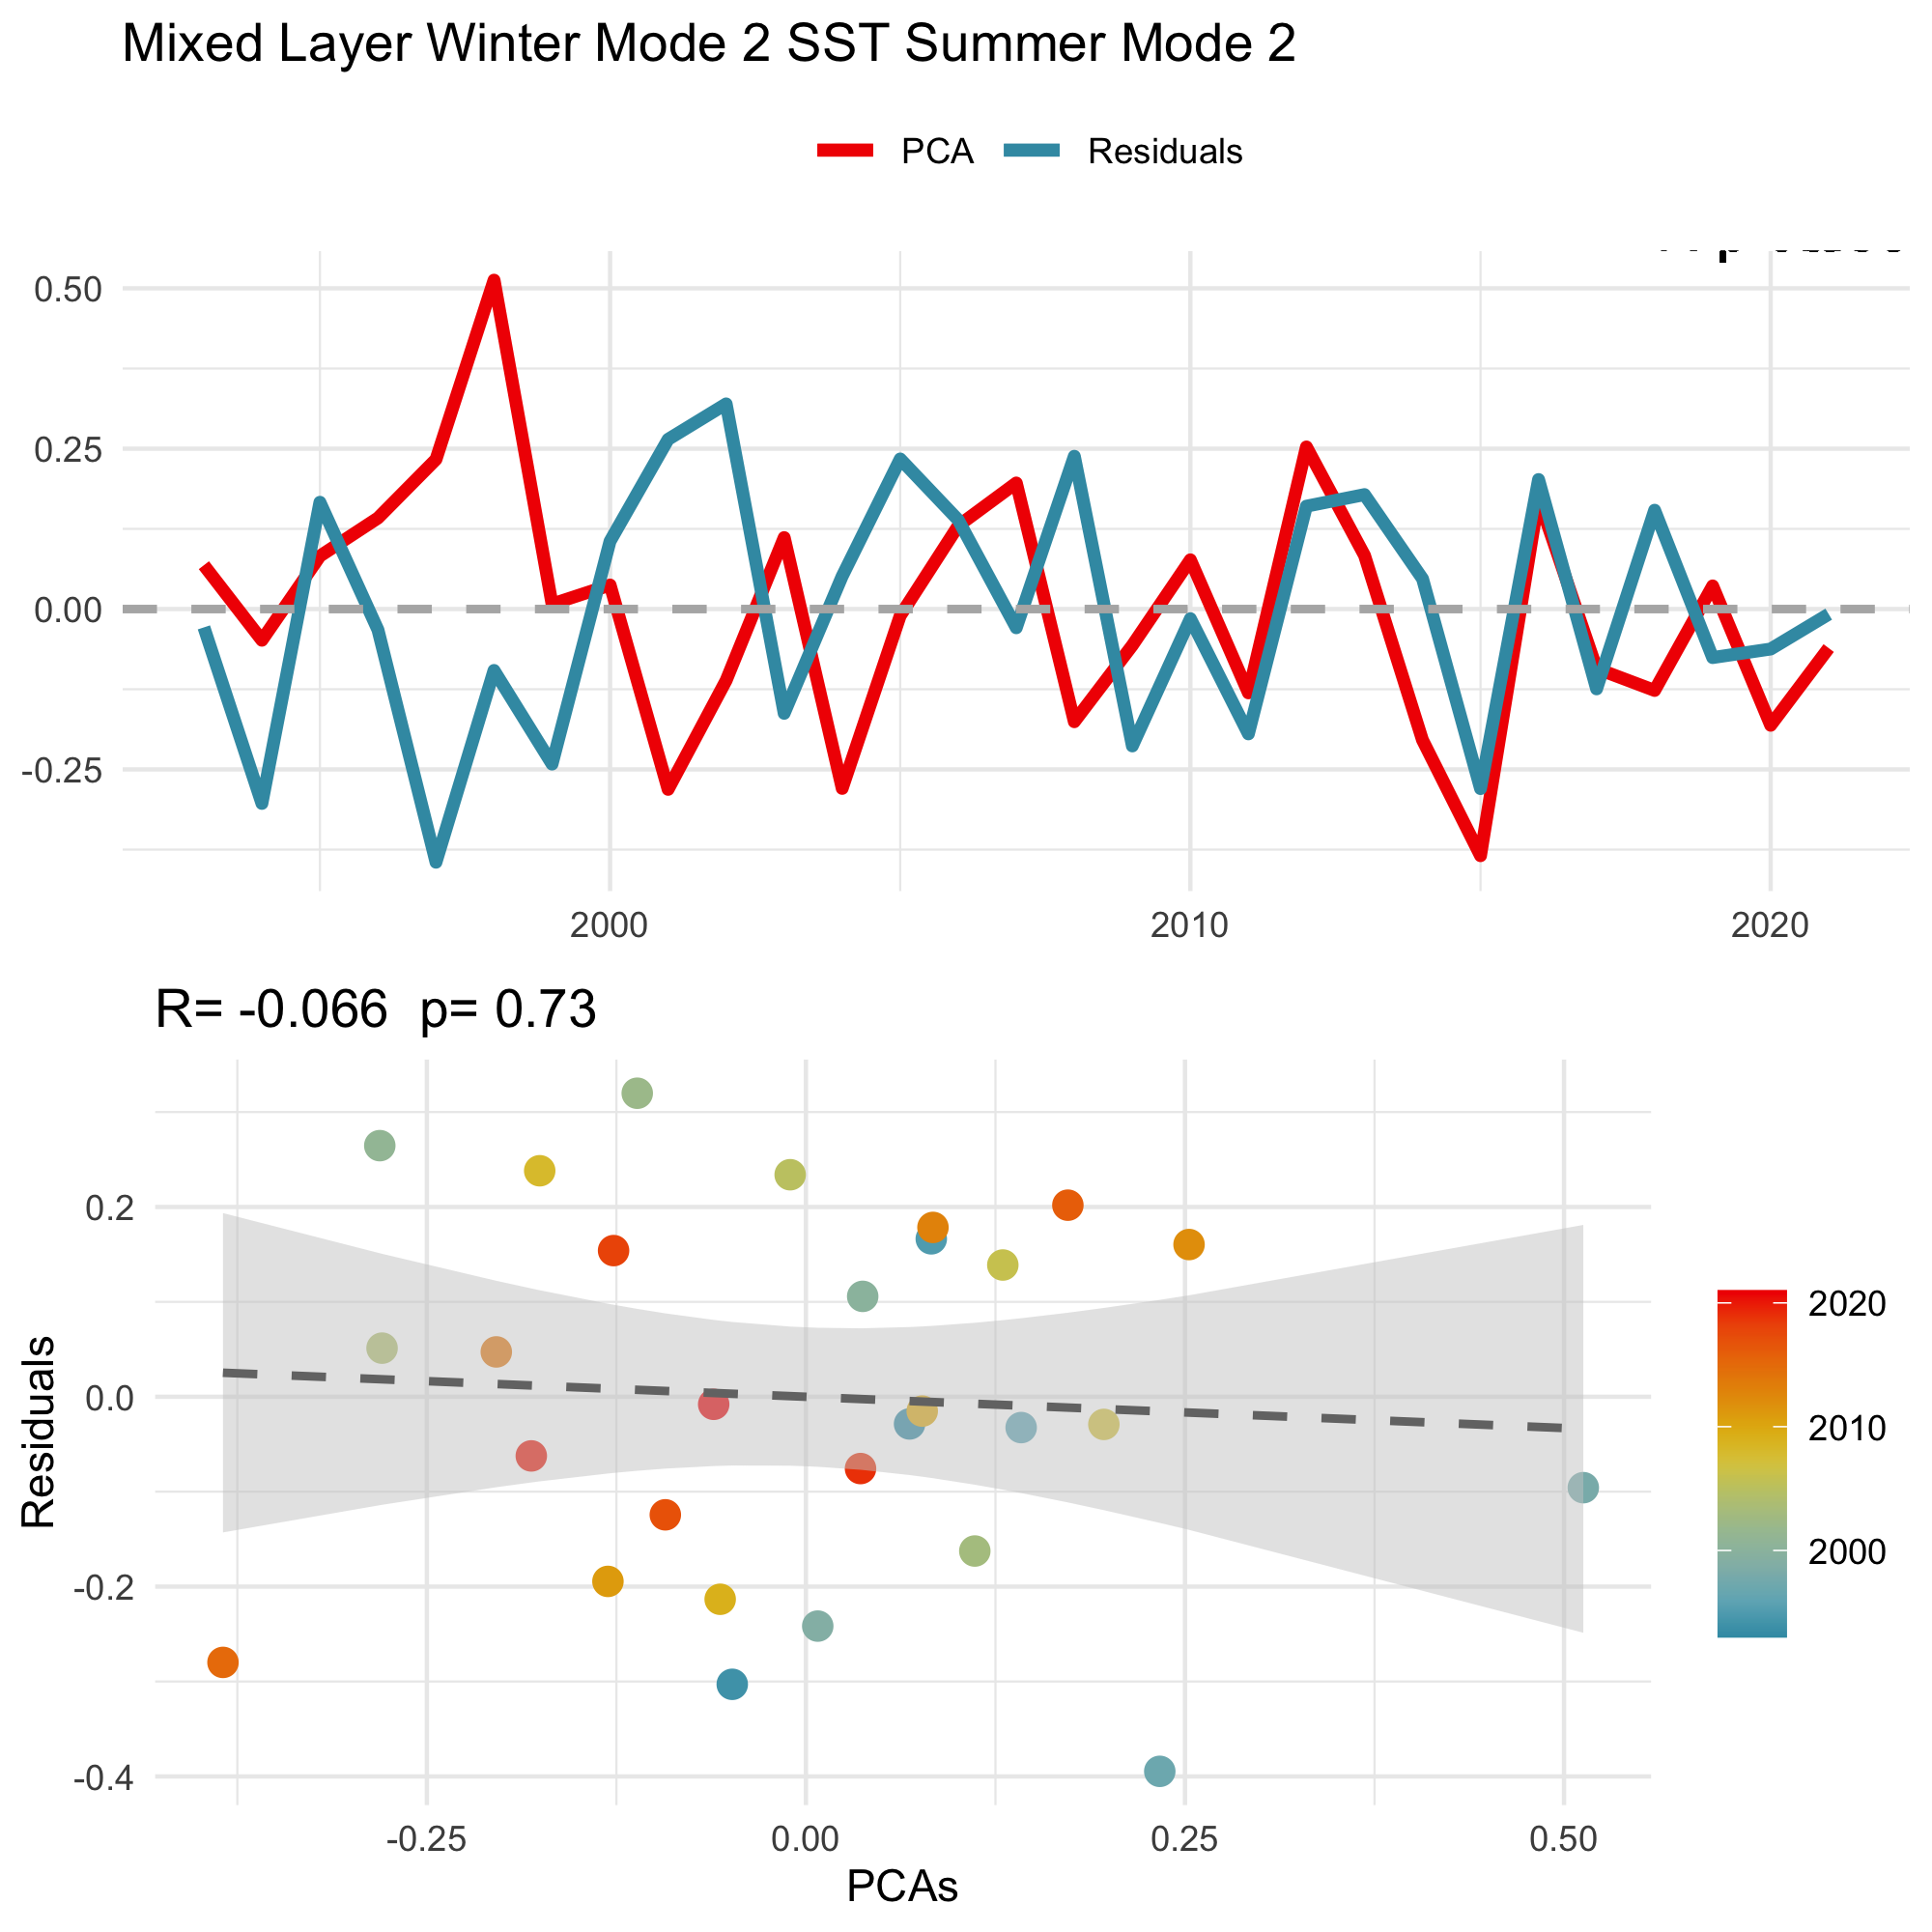 Mixed Layer Winter Mode 2 SST Summer Mode 2
PCA Residuals
0.50
0.25
0.00
-0.25
2000 2010 2020
R= -0.066 p= 0.73
Residuals
0.2
0.0
-0.2
-0.4
-0.25 0.00 0.25 0.50
PCAs
2020
2010
2000